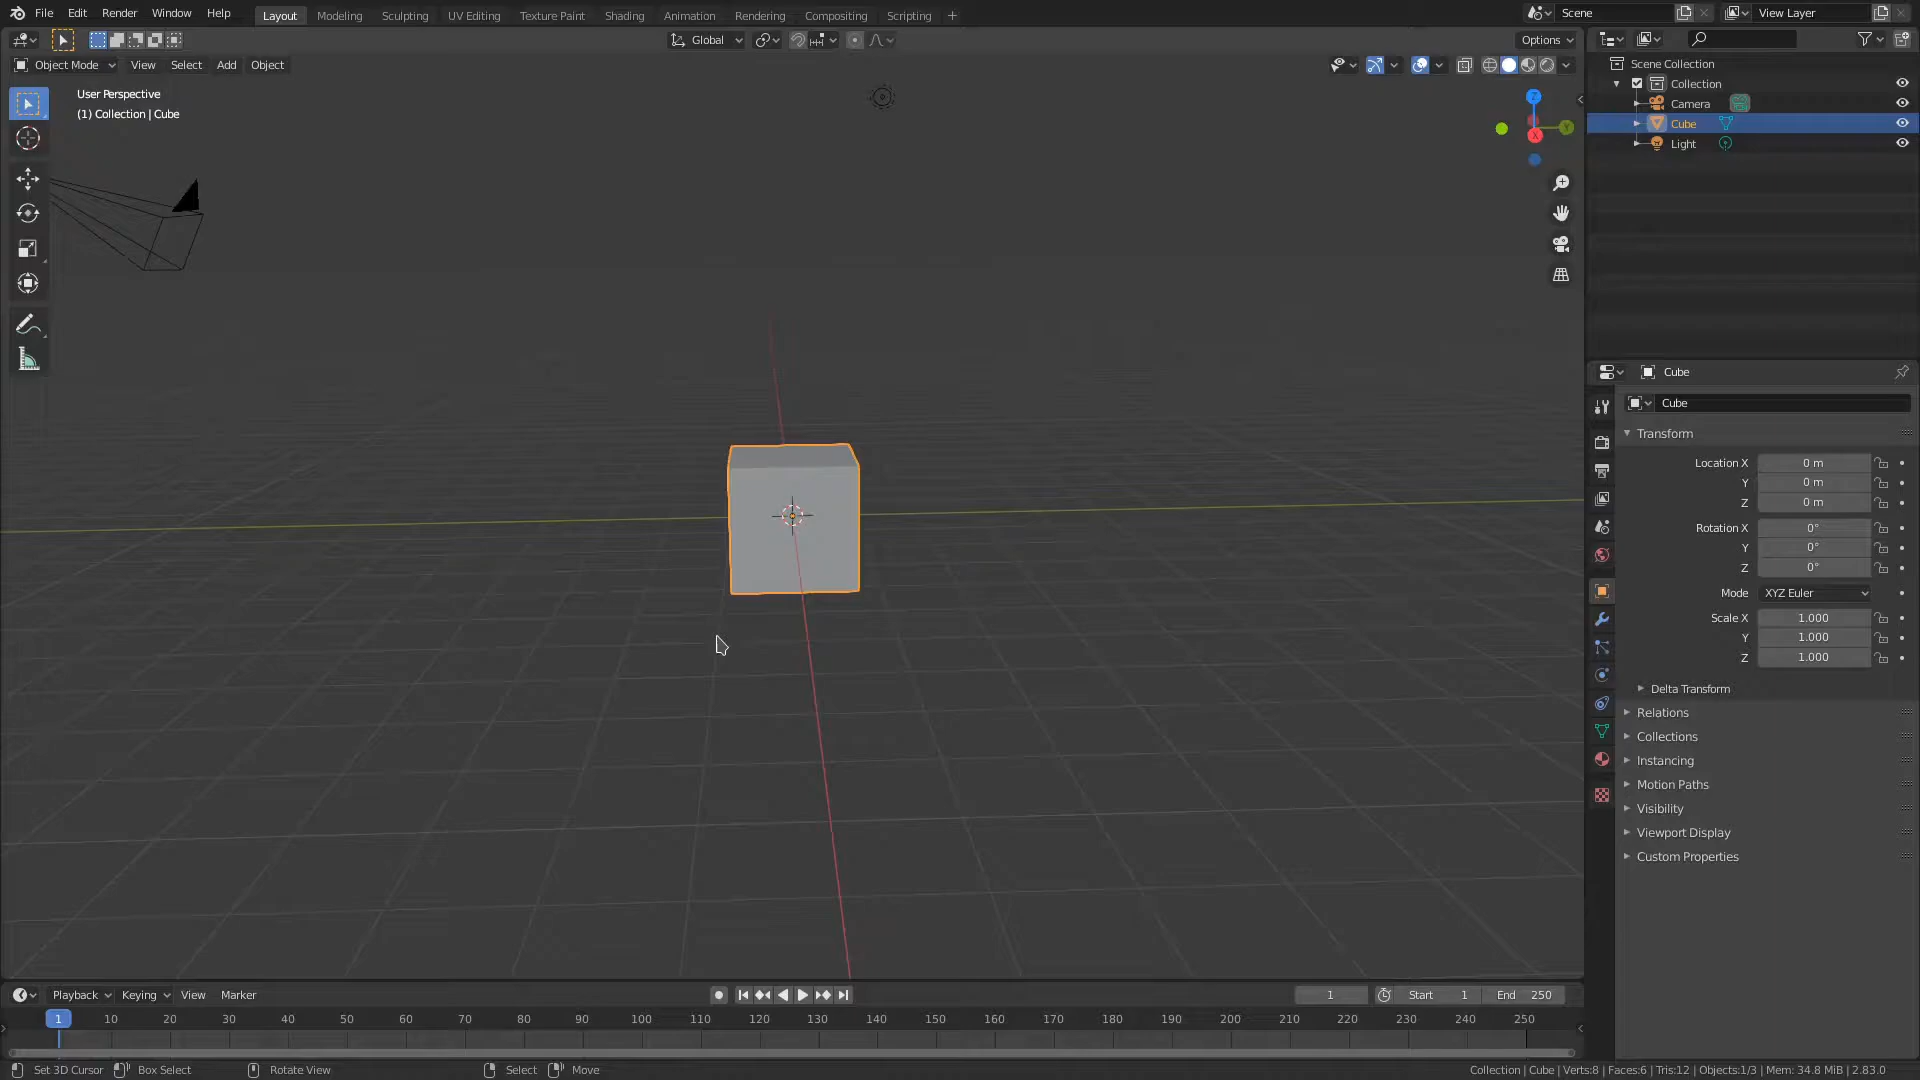 File Edit Render Window Help Layout Modeling Sculpting UV Editing Texture Paint Shading Animation Rendering Compositing Scripting + Scene View Layer
Global Options
Object Mode View Select Add Object
User Perspective
(1) Collection | Cube
Z
Y
X
Scene Collection
Collection
Camera
Cube
Light
Cube
Cube
Transform
Location X 0 m
Y 0 m
Z 0 m
Rotation X 0°
Y 0°
Z 0°
Mode XYZ Euler
Scale X 1.000
Y 1.000
Z 1.000
Delta Transform
Relations
Collections
Instancing
Motion Paths
Visibility
Viewport Display
Custom Properties
Playback Keying View Marker 1 Start 1 End 250
1 10 20 30 40 50 60 70 80 90 100 110 120 130 140 150 160 170 180 190 200 210 220 230 240 250
Set 3D Cursor Box Select Rotate View Select Move Collection | Cube | Verts:8 | Faces:6 | Tris:12 | Objects:1/3 | Mem: 34.8 MiB | 2.83.0